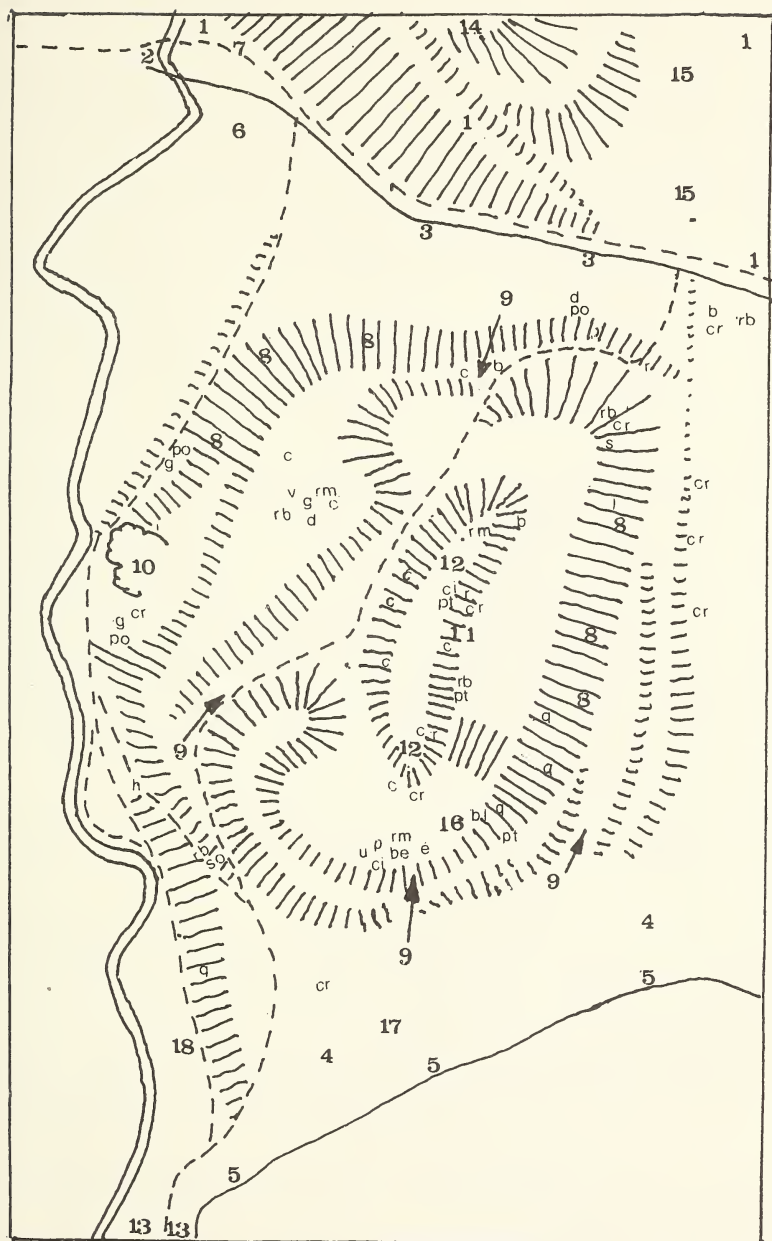 1 14 1
2 7 15
6 1
15
3
3 1
9 d
po b
cr rb
8 8 c b r
rb
cr
po 8 s
g c
v rm
g c
rb d
cr
l
8
rm p
cr
10 12
c ci r
pt cr
g cr
po 11 cr
c c 8
rb
pt 8
q
9 12 c r
q
h c
cr
16 bl q
pt
p rm
u be e
ci
so
9
9 4
q cr 5
17
18 4 5
5
13 13